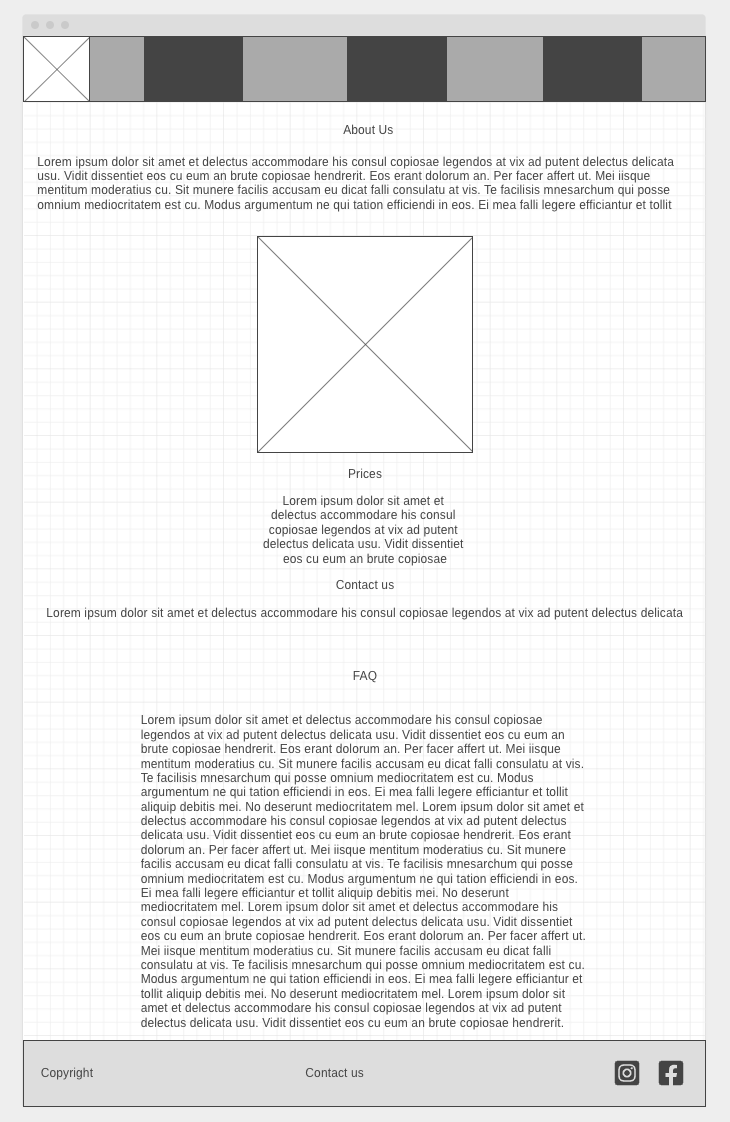 About Us
Lorem ipsum dolor sit amet et delectus accommodare his consul copiosae legendos at vix ad putent delectus delicata
usu. Vidit dissentiet eos cu eum an brute copiosae hendrerit. Eos erant dolorum an. Per facer affert ut. Mei iisque
mentitum moderatius cu. Sit munere facilis accusam eu dicat falli consulatu at vis. Te facilisis mnesarchum qui posse
omnium mediocritatem est cu. Modus argumentum ne qui tation efficiendi in eos. Ei mea falli legere efficiantur et tollit
Prices
Lorem ipsum dolor sit amet et
delectus accommodare his consul
copiosae legendos at vix ad putent
delectus delicata usu. Vidit dissentiet
eos cu eum an brute copiosae
Contact us
Lorem ipsum dolor sit amet et delectus accommodare his consul copiosae legendos at vix ad putent delectus delicata
FAQ
Lorem ipsum dolor sit amet et delectus accommodare his consul copiosae
legendos at vix ad putent delectus delicata usu. Vidit dissentiet eos cu eum an
brute copiosae hendrerit. Eos erant dolorum an. Per facer affert ut. Mei iisque
mentitum moderatius cu. Sit munere facilis accusam eu dicat falli consulatu at vis.
Te facilisis mnesarchum qui posse omnium mediocritatem est cu. Modus
argumentum ne qui tation efficiendi in eos. Ei mea falli legere efficiantur et tollit
aliquip debitis mei. No deserunt mediocritatem mel. Lorem ipsum dolor sit amet et
delectus accommodare his consul copiosae legendos at vix ad putent delectus
delicata usu. Vidit dissentiet eos cu eum an brute copiosae hendrerit. Eos erant
dolorum an. Per facer affert ut. Mei iisque mentitum moderatius cu. Sit munere
facilis accusam eu dicat falli consulatu at vis. Te facilisis mnesarchum qui posse
omnium mediocritatem est cu. Modus argumentum ne qui tation efficiendi in eos.
Ei mea falli legere efficiantur et tollit aliquip debitis mei. No deserunt
mediocritatem mel. Lorem ipsum dolor sit amet et delectus accommodare his
consul copiosae legendos at vix ad putent delectus delicata usu. Vidit dissentiet
eos cu eum an brute copiosae hendrerit. Eos erant dolorum an. Per facer affert ut.
Mei iisque mentitum moderatius cu. Sit munere facilis accusam eu dicat falli
consulatu at vis. Te facilisis mnesarchum qui posse omnium mediocritatem est cu.
Modus argumentum ne qui tation efficiendi in eos. Ei mea falli legere efficiantur et
tollit aliquip debitis mei. No deserunt mediocritatem mel. Lorem ipsum dolor sit
amet et delectus accommodare his consul copiosae legendos at vix ad putent
delectus delicata usu. Vidit dissentiet eos cu eum an brute copiosae hendrerit.
Copyright
Contact us